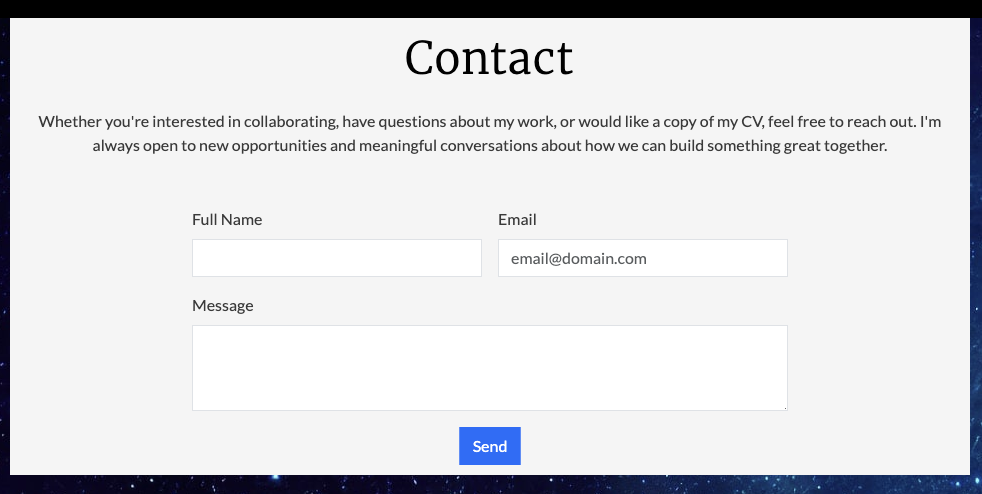 Contact
Whether you're interested in collaborating, have questions about my work, or would like a copy of my CV, feel free to reach out. I'm
always open to new opportunities and meaningful conversations about how we can build something great together.
Full Name
Email
email@domain.com
Message
Send